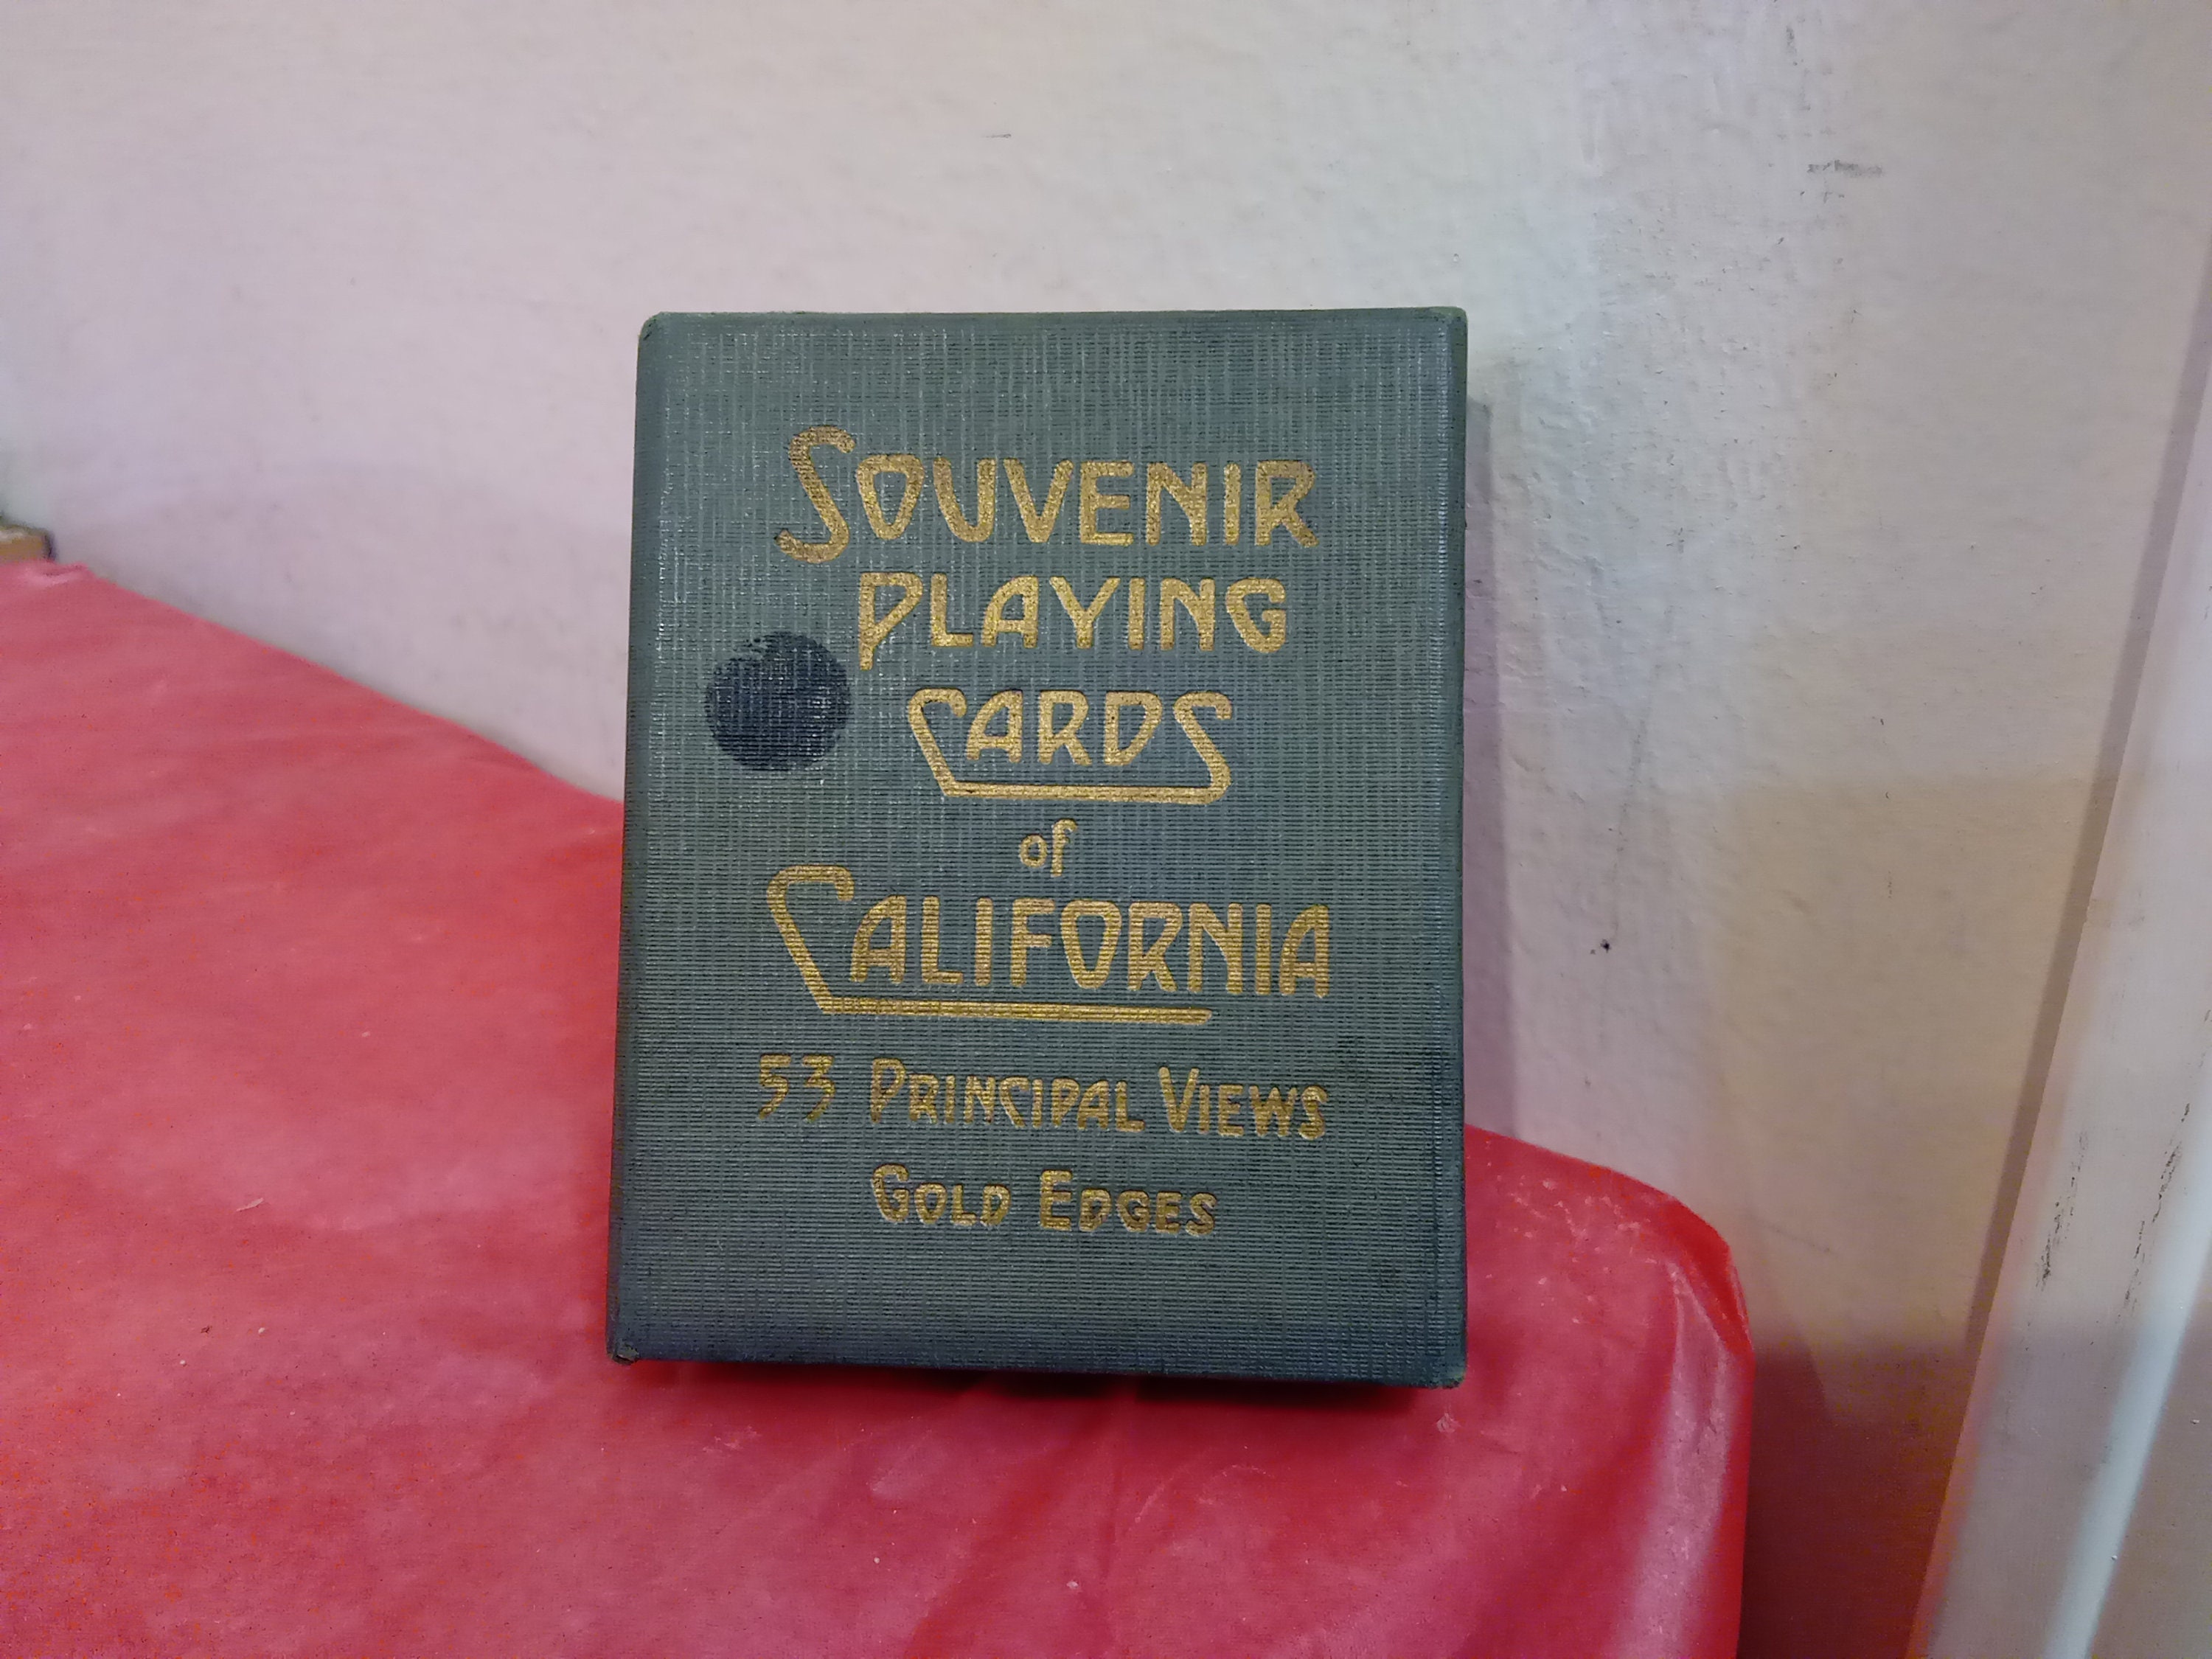 SOUVENIR
PLAYING
CARDS
of
CALIFORNIA
53 PRINCIPAL VIEWS
GOLD EDGES